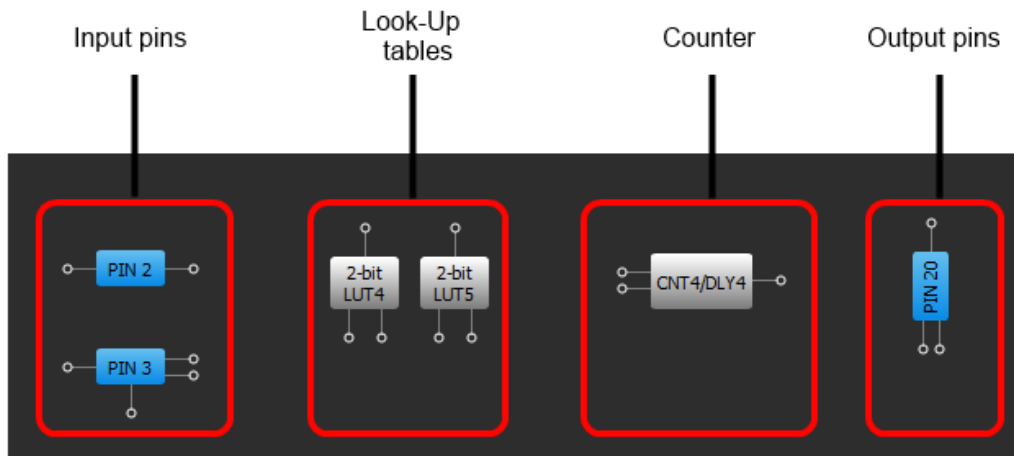 Input pins
Look-Up
tables
Counter
Output pins
PIN 2
PIN 3
2-bit
LUT4
2-bit
LUT5
CNT4/DLY4
PIN 20